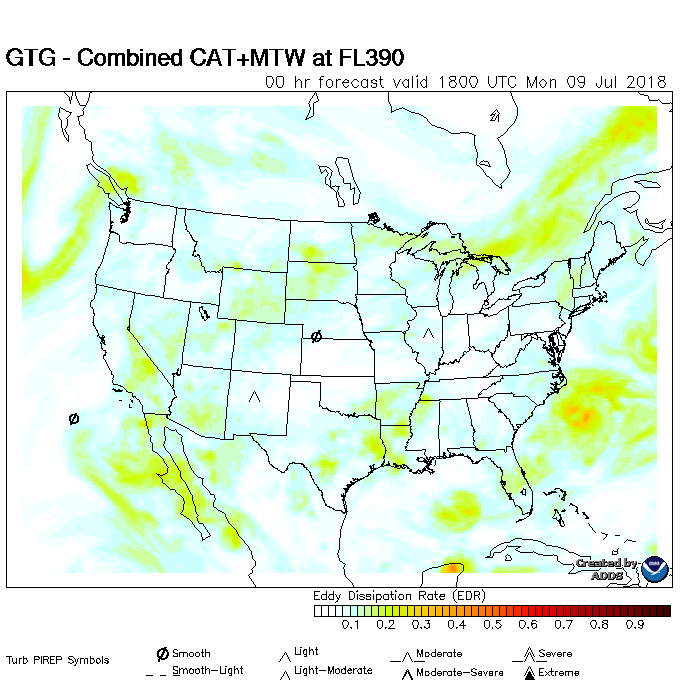 GTG - Combined CAT+MTW at FL390
00 hr forecast valid 1800 UTC Mon 09 Jul 2018
Created by
ADDS
Eddy Dissipation Rate (EDR)
0.1 0.2 0.3 0.4 0.5 0.6 0.7 0.8 0.9
Turb PIREP Symbols
Smooth Light Moderate Severe
Smooth-Light Light-Moderate Moderate-Severe Extreme